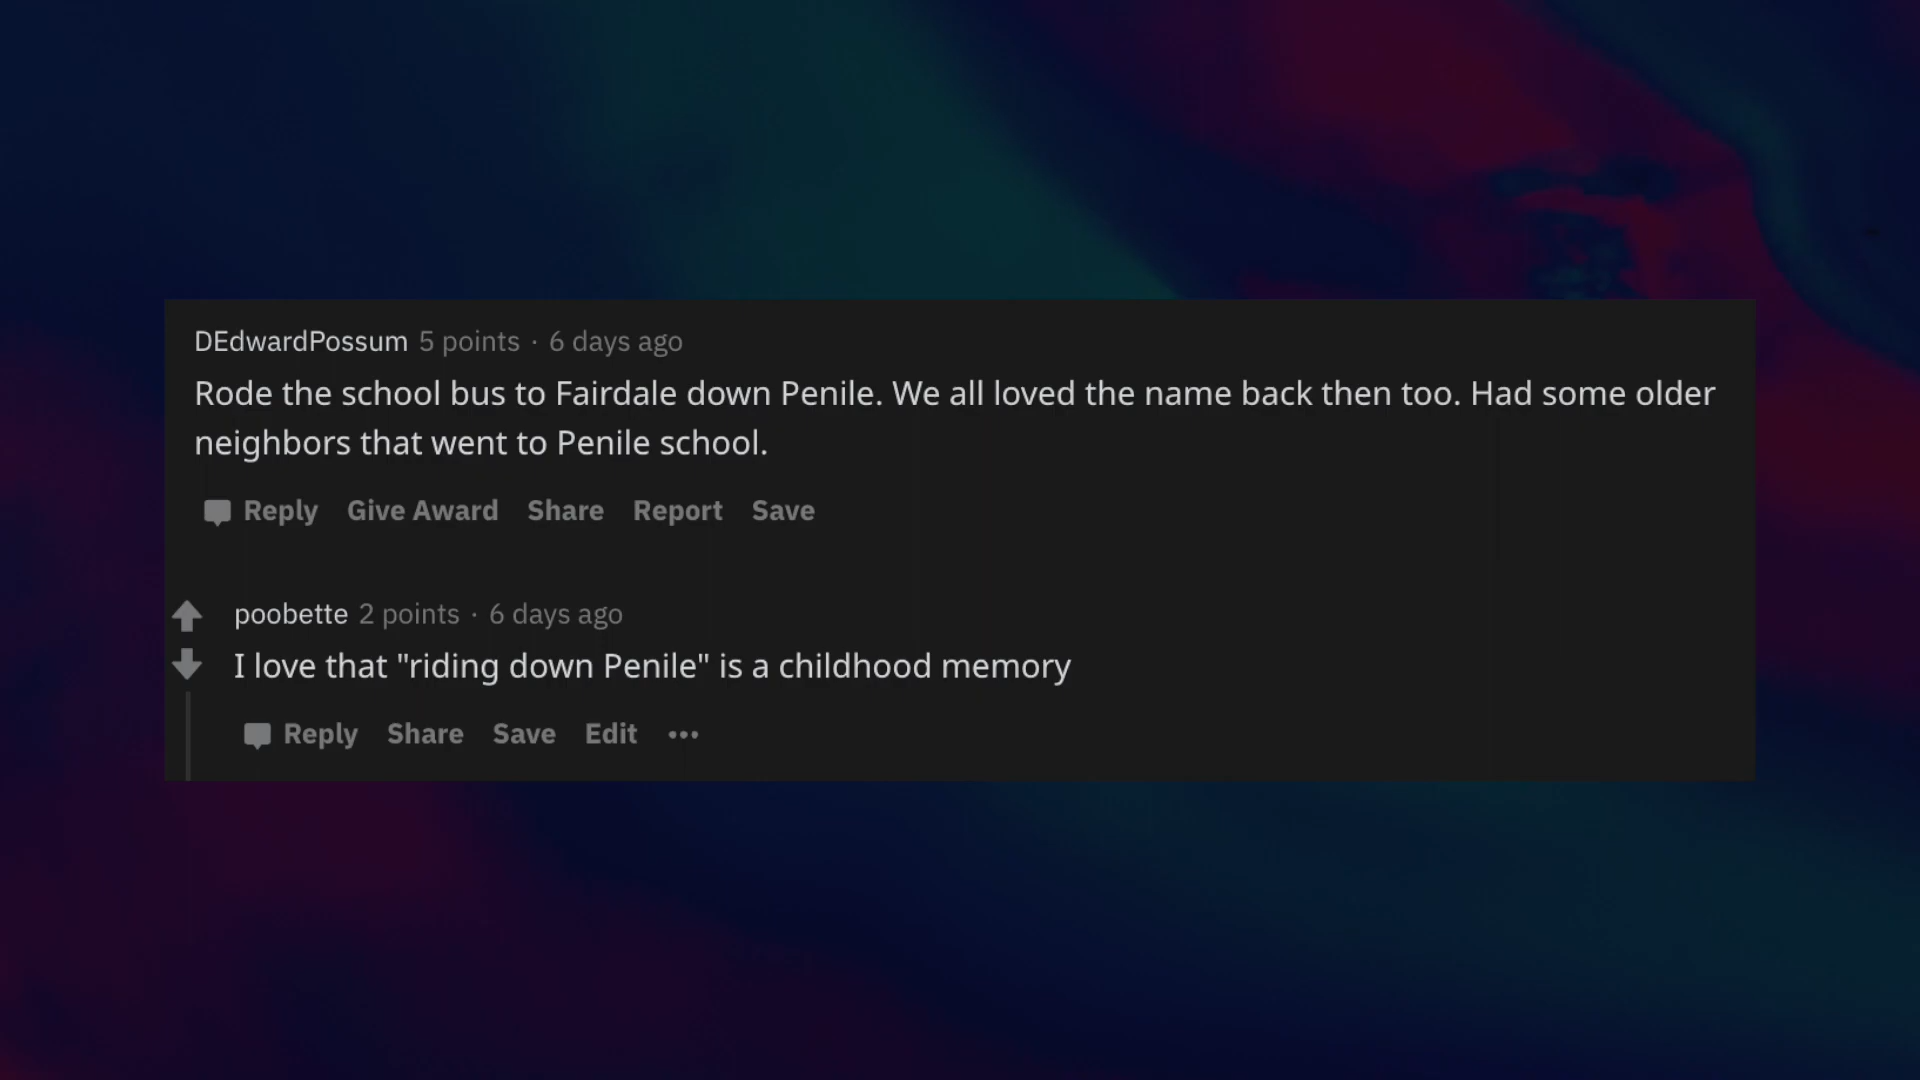 DEdwardPossum 5 points · 6 days ago
Rode the school bus to Fairdale down Penile. We all loved the name back then too. Had some older
neighbors that went to Penile school.
Reply Give Award Share Report Save
poobette 2 points · 6 days ago
I love that "riding down Penile" is a childhood memory
Reply Share Save Edit ...